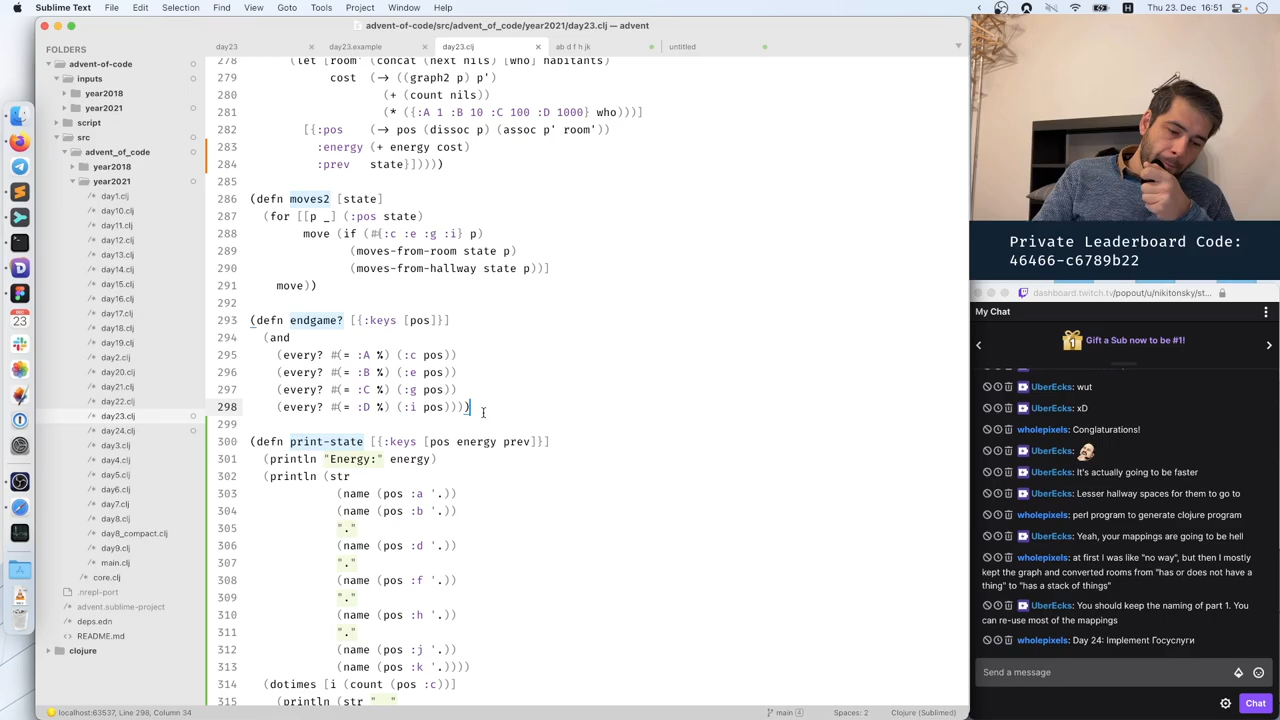 Sublime Text File Edit Selection Find View Goto Tools Project Window Help
Thu 23. Dec 16:51
advent-of-code/src/advent_of_code/year2021/day23.clj — advent
FOLDERS
advent-of-code
inputs
year2018
year2021
script
src
advent_of_code
year2018
year2021
/* day1.clj
/* day10.clj
/* day11.clj
/* day12.clj
/* day13.clj
/* day14.clj
/* day15.clj
/* day16.clj
/* day17.clj
/* day18.clj
/* day19.clj
/* day2.clj
/* day20.clj
/* day21.clj
/* day22.clj
/* day23.clj
/* day24.clj
/* day3.clj
/* day4.clj
/* day5.clj
/* day6.clj
/* day7.clj
/* day8.clj
/* day8_compact.clj
/* day9.clj
/* main.clj
/* core.clj
.nrepl-port
advent.sublime-project
deps.edn
README.md
clojure
day23
day23.example
day23.clj
ab d f h jk
untitled
278 (let [room' (concat (next nils) [who] habitants)
279 cost (-> ((graph2 p) p')
280 (+ (count nils))
281 (* ({:A 1 :B 10 :C 100 :D 1000} who)))]
282 [{:pos (-> pos (dissoc p) (assoc p' room'))
283 :energy (+ energy cost)
284 :prev state}]))))
285
286 (defn moves2 [state]
287 (for [[p _] (:pos state)
288 move (if (#{:c :e :g :i} p)
289 (moves-from-room state p)
290 (moves-from-hallway state p))]
291 move))
292
293 (defn endgame? [{:keys [pos]}]
294 (and
295 (every? #(= :A %) (:c pos))
296 (every? #(= :B %) (:e pos))
297 (every? #(= :C %) (:g pos))
298 (every? #(= :D %) (:i pos))))
299
300 (defn print-state [{:keys [pos energy prev]}]
301 (println "Energy:" energy)
302 (println (str
303 (name (pos :a '.))
304 (name (pos :b '.))
305 "."
306 (name (pos :d '.))
307 "."
308 (name (pos :f '.))
309 "."
310 (name (pos :h '.))
311 "."
312 (name (pos :j '.))
313 (name (pos :k '.))))
314 (dotimes [i (count (pos :c))]
315 (println (str " "
localhost:63537, Line 298, Column 34
main 4
Spaces: 2
Clojure (Sublimed)
Private Leaderboard Code:
46466-c6789b22
dashboard.twitch.tv/popout/u/nikitonsky/st...
My Chat
Gift a Sub now to be #1!
UberEcks: wut
UberEcks: xD
wholepixels: Conglaturations!
UberEcks:
UberEcks: It's actually going to be faster
UberEcks: Lesser hallway spaces for them to go to
wholepixels: perl program to generate clojure program
UberEcks: Yeah, your mappings are going to be hell
wholepixels: at first I was like "no way", but then I mostly
kept the graph and converted rooms from "has or does not have a
thing" to "has a stack of things"
UberEcks: You should keep the naming of part 1. You
can re-use most of the mappings
wholepixels: Day 24: Implement Госуслуги
Send a message
Chat